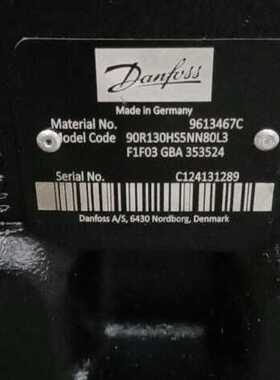 Danfoss
Made in Germany
Material No. 9613467C
Model Code 90R130HS5NN80L3
F1F03 GBA 353524
Serial No. C124131289
Danfoss A/S, 6430 Nordborg, Denmark